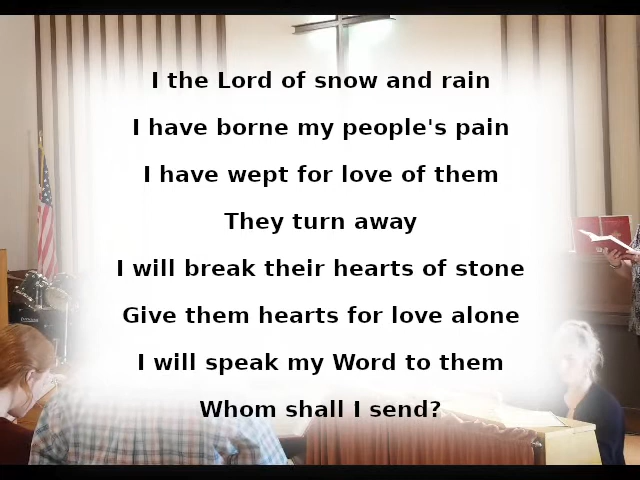 I the Lord of snow and rain
I have borne my people's pain
I have wept for love of them
They turn away
I will break their hearts of stone
Give them hearts for love alone
I will speak my Word to them
Whom shall I send?